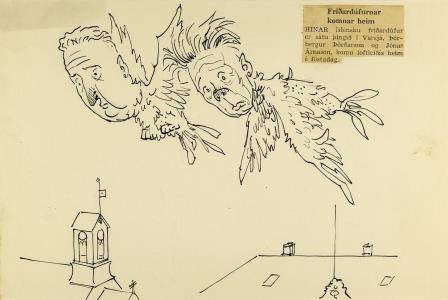 Friðardúfurnar
komnar heim
HINAR íslenzku friðardúfur
er sátu þingið í Varsjá, Þór-
bergur Þórðarson og Jónas
Árnason, komu loftleiðis heim
á föstudag.